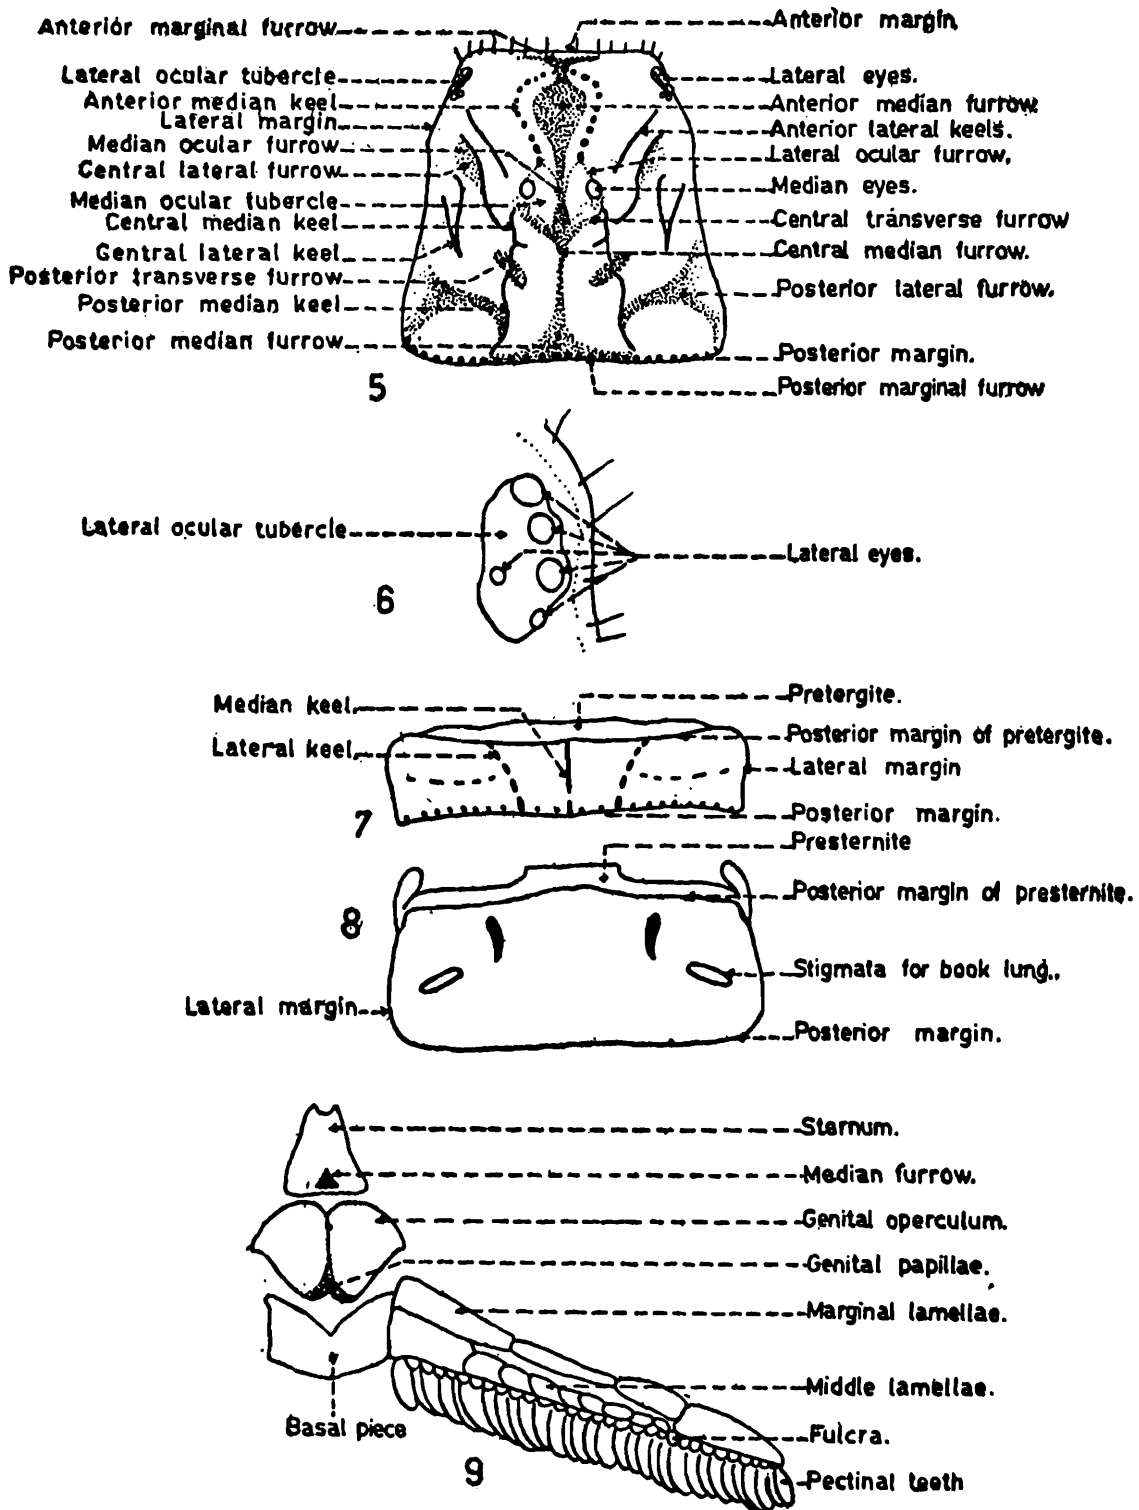 Anterior marginal furrow
Anterior margin
Lateral ocular tubercle
Lateral eyes.
Anterior median keel
Anterior median furrow
Lateral margin
Anterior lateral keels.
Median ocular furrow
Lateral ocular furrow.
Central lateral furrow
Median eyes.
Median ocular tubercle
Central transverse furrow
Central median keel
Central median furrow.
Gentral lateral keel
Posterior transverse furrow
Posterior lateral furrow.
Posterior median keel
Posterior median furrow
Posterior margin.
Posterior marginal furrow
5
Lateral ocular tubercle
Lateral eyes.
6
Median keel
Pretergite.
Lateral keel
Posterior margin of pretergite.
Lateral margin
Posterior margin.
7
Presternite
Posterior margin of presternite.
8
Stigmata for book lung..
Lateral margin
Posterior margin.
Sternum.
Median furrow.
Genital operculum.
Genital papillae.
Marginal lamellae.
Middle lamellae.
Basal piece
Fulcra.
9
Pectinal teeth